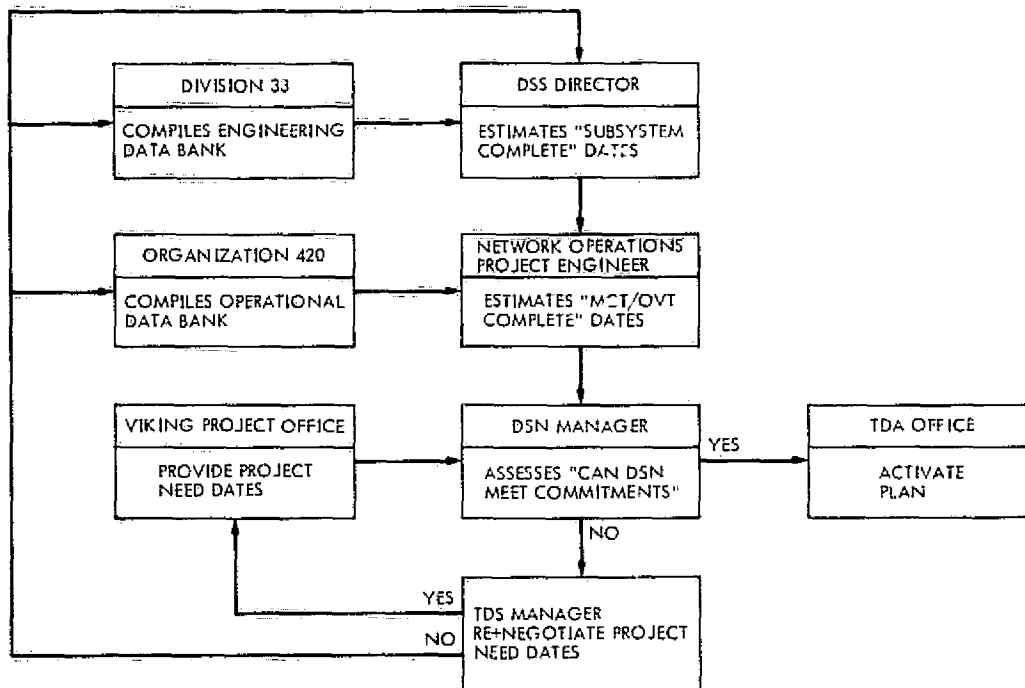 DIVISION 33
COMPILES ENGINEERING
DATA BANK
DSS DIRECTOR
ESTIMATES "SUBSYSTEM
COMPLETE" DATES
ORGANIZATION 420
COMPILES OPERATIONAL
DATA BANK
NETWORK OPERATIONS
PROJECT ENGINEER
ESTIMATES "MCT/OVT
COMPLETE" DATES
VIKING PROJECT OFFICE
PROVIDE PROJECT
NEED DATES
DSN MANAGER
ASSESSES "CAN DSN
MEET COMMITMENTS"
YES
TDA OFFICE
ACTIVATE
PLAN
NO
YES
NO
TDS MANAGER
RE-NEGOTIATE PROJECT
NEED DATES